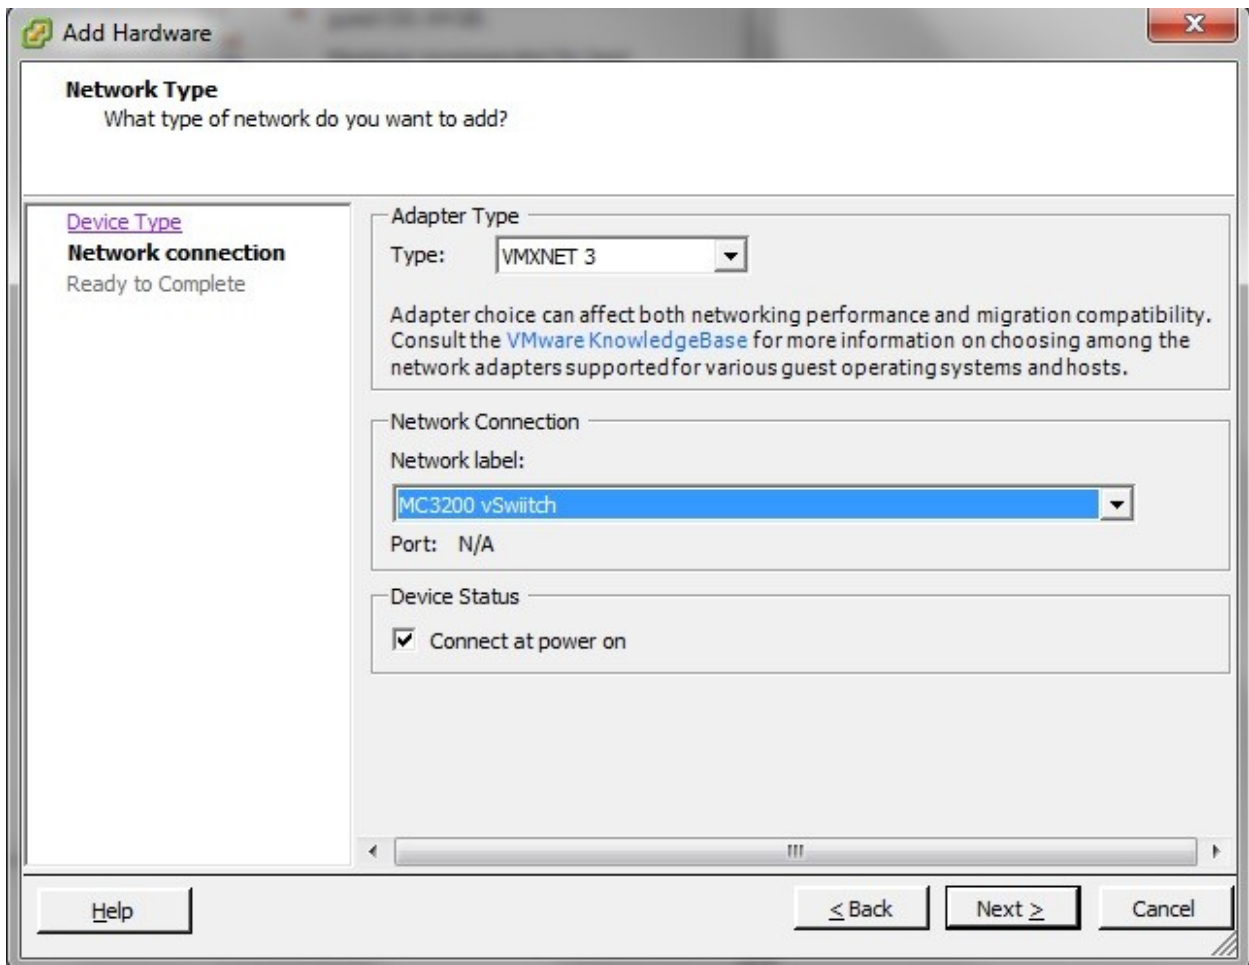 Add Hardware
Network Type
What type of network do you want to add?
Device Type
Network connection
Ready to Complete
Adapter Type
Type: VMXNET 3
Adapter choice can affect both networking performance and migration compatibility.
Consult the VMware KnowledgeBase for more information on choosing among the
network adapters supported for various guest operating systems and hosts.
Network Connection
Network label:
MC3200 vSwiitch
Port: N/A
Device Status
Connect at power on
Help
< Back
Next >
Cancel